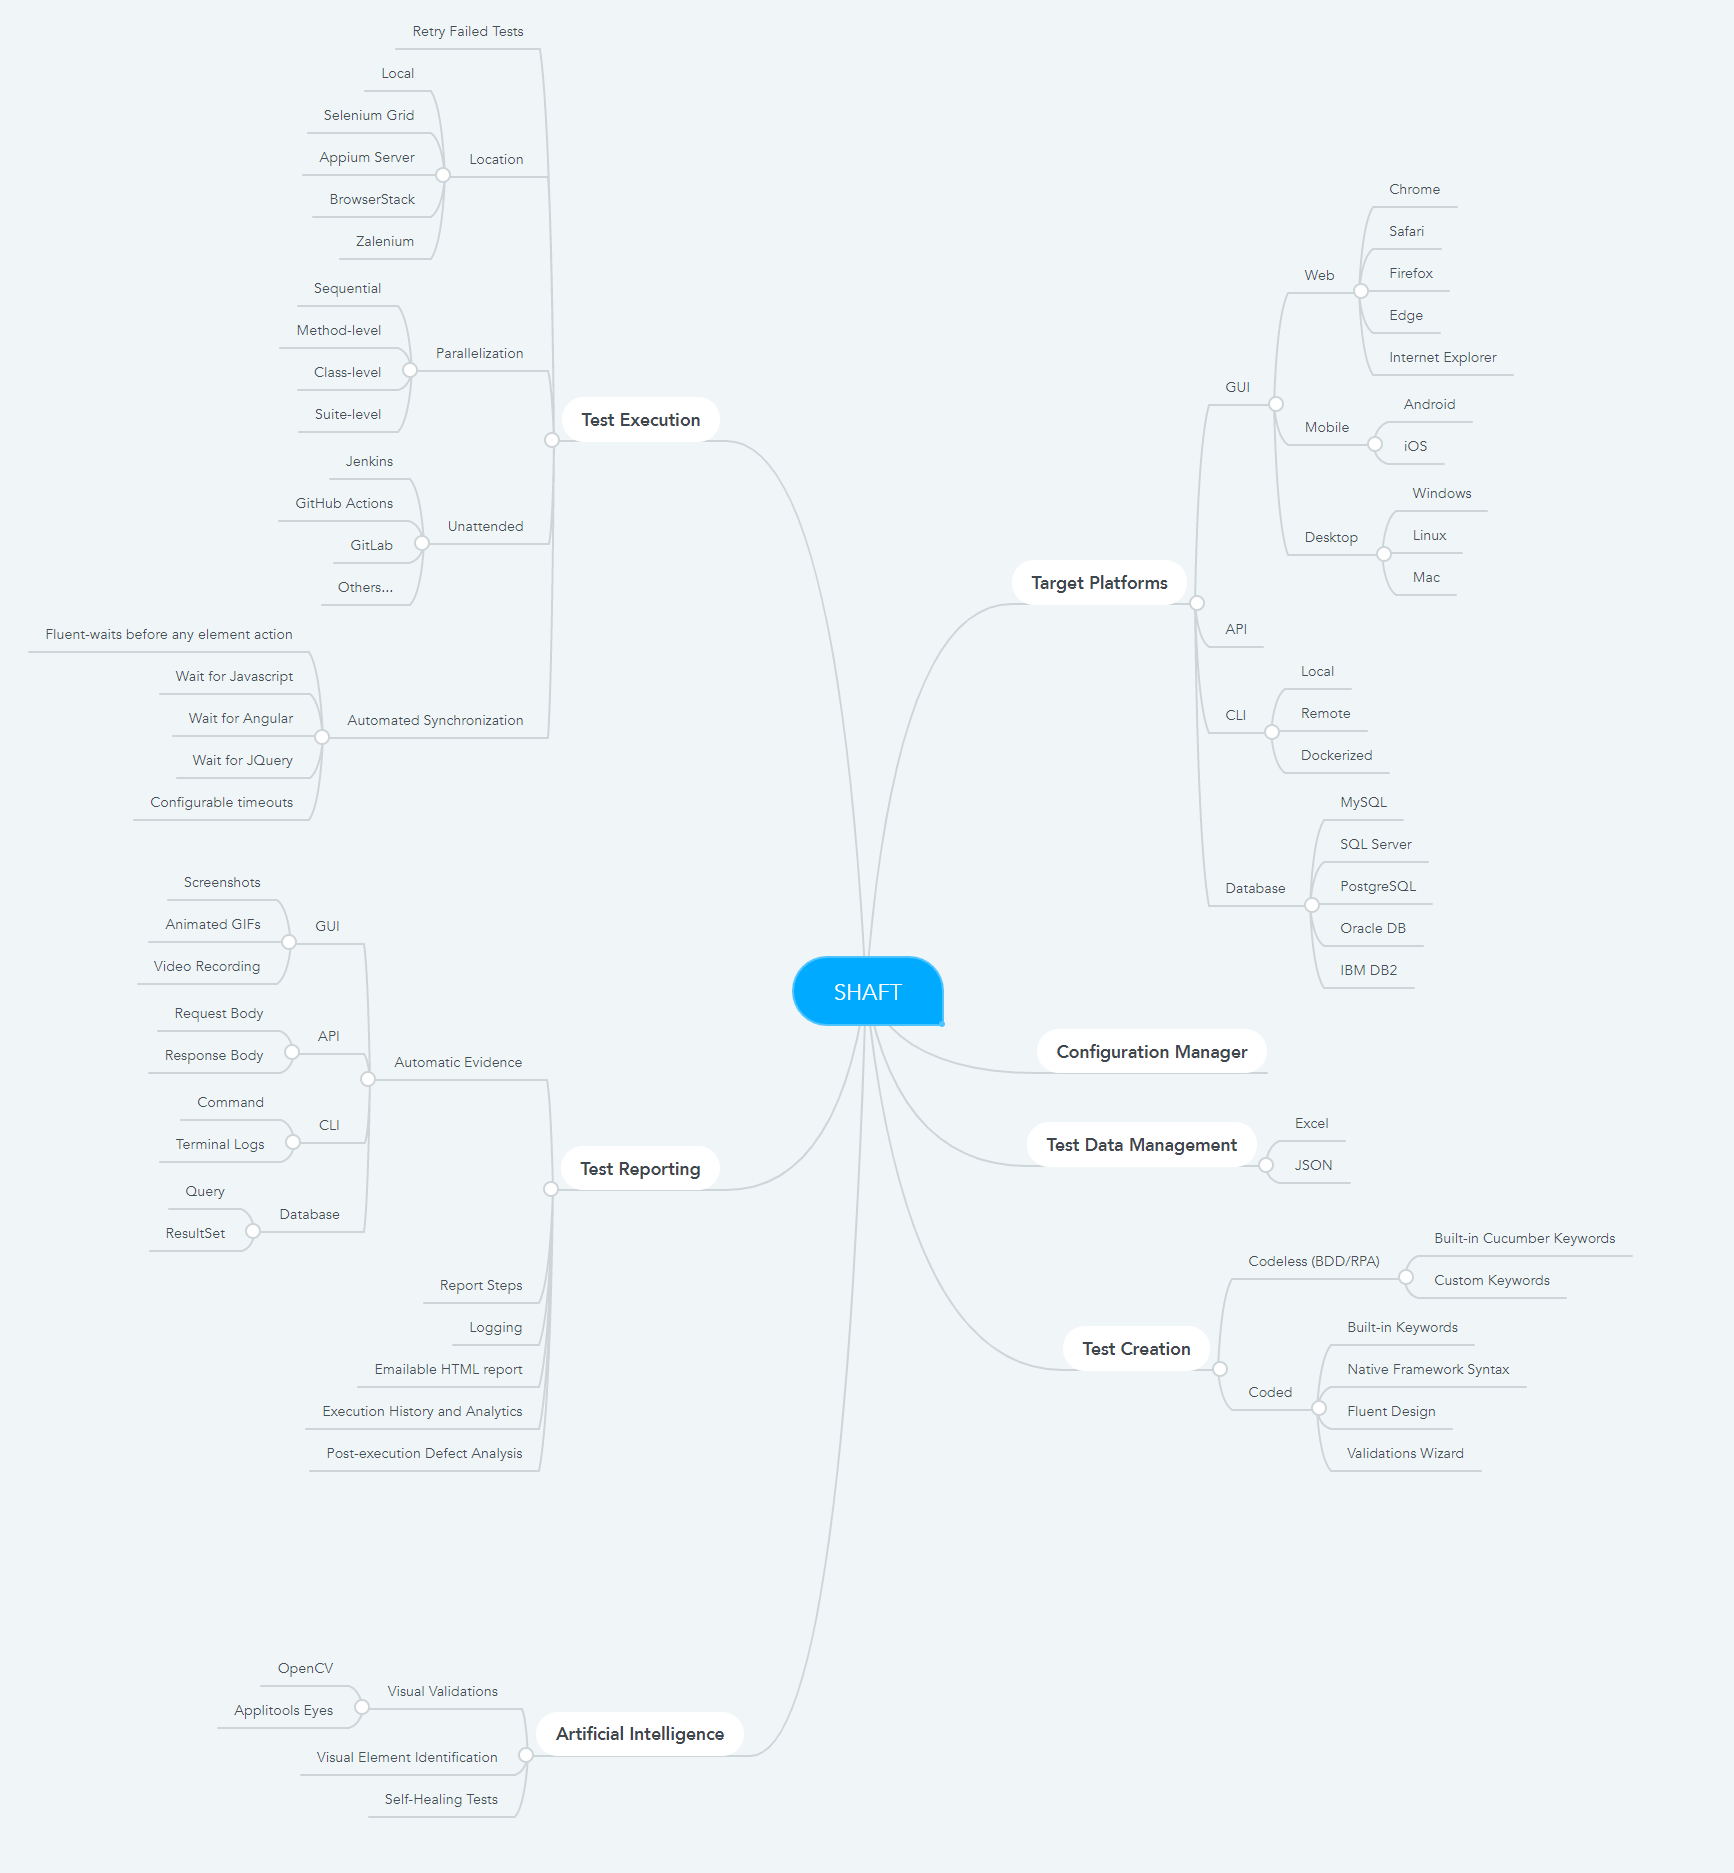 SHAFT
Test Execution
Retry Failed Tests
Location
Local
Selenium Grid
Appium Server
BrowserStack
Zalenium
Parallelization
Sequential
Method-level
Class-level
Suite-level
Unattended
Jenkins
GitHub Actions
GitLab
Others...
Automated Synchronization
Fluent-waits before any element action
Wait for Javascript
Wait for Angular
Wait for JQuery
Configurable timeouts
Test Reporting
Automatic Evidence
GUI
Screenshots
Animated GIFs
Video Recording
API
Request Body
Response Body
CLI
Command
Terminal Logs
Database
Query
ResultSet
Report Steps
Logging
Emailable HTML report
Execution History and Analytics
Post-execution Defect Analysis
Artificial Intelligence
Visual Validations
OpenCV
Applitools Eyes
Visual Element Identification
Self-Healing Tests
Target Platforms
GUI
Web
Chrome
Safari
Firefox
Edge
Internet Explorer
Mobile
Android
iOS
Desktop
Windows
Linux
Mac
API
CLI
Local
Remote
Dockerized
Database
MySQL
SQL Server
PostgreSQL
Oracle DB
IBM DB2
Configuration Manager
Test Data Management
Excel
JSON
Test Creation
Codeless (BDD/RPA)
Built-in Cucumber Keywords
Custom Keywords
Coded
Built-in Keywords
Native Framework Syntax
Fluent Design
Validations Wizard